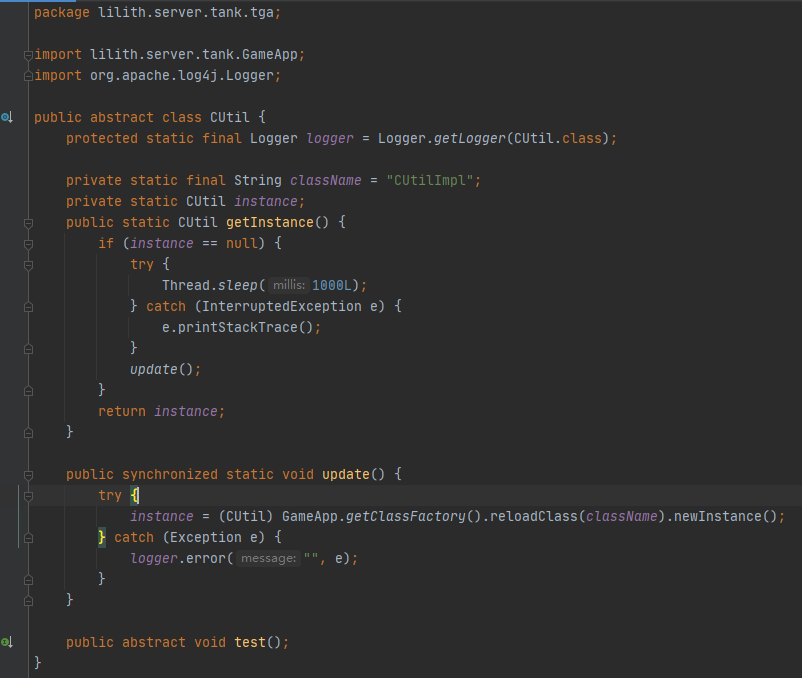 package lilith.server.tank.tga;
import lilith.server.tank.GameApp;
import org.apache.log4j.Logger;
public abstract class CUtil {
protected static final Logger logger = Logger.getLogger(CUtil.class);
private static final String className = "CUtilImpl";
private static CUtil instance;
public static CUtil getInstance() {
if (instance == null) {
try {
Thread.sleep( millis: 1000L);
} catch (InterruptedException e) {
e.printStackTrace();
}
update();
}
return instance;
}
public synchronized static void update() {
try {
instance = (CUtil) GameApp.getClassFactory().reloadClass(className).newInstance();
} catch (Exception e) {
logger.error( message: "", e);
}
}
public abstract void test();
}